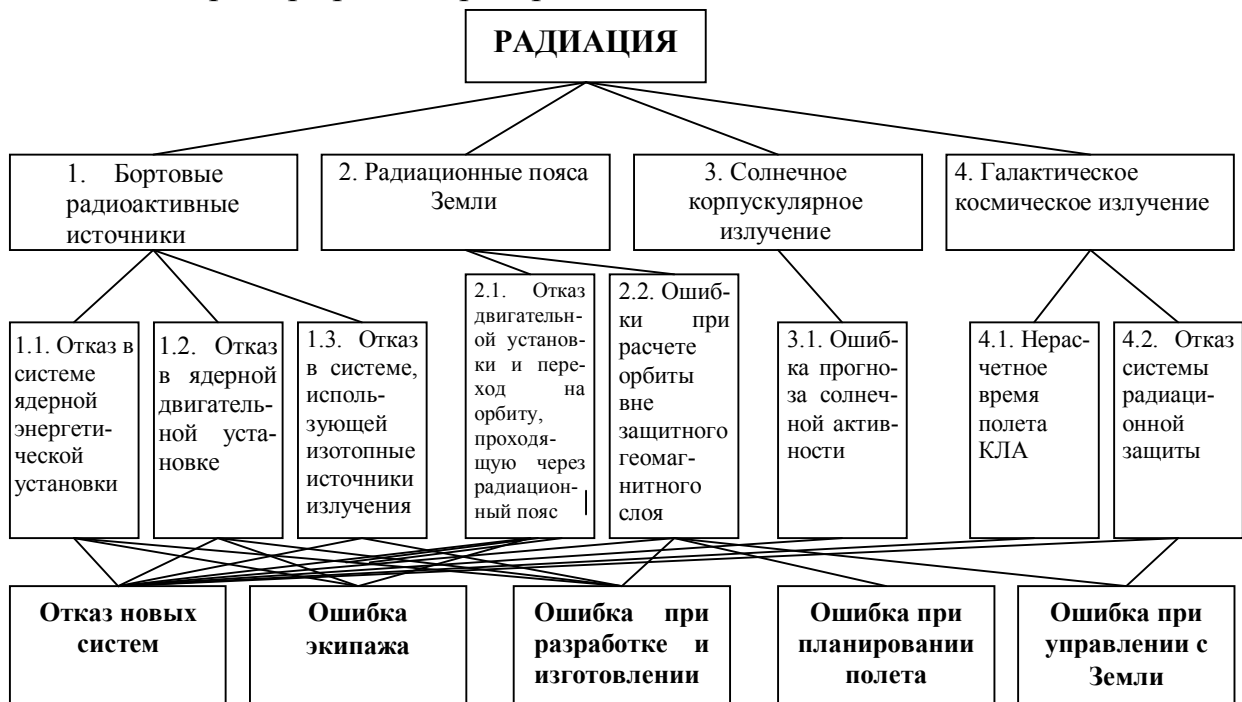 РАДИАЦИЯ
1. Бортовые
радиоактивные
источники
2. Радиационные пояса
Земли
3. Солнечное
корпускулярное
излучение
4. Галактическое
космическое излучение
1.1. Отказ в
системе
ядерной
энергети-
ческой
установки
1.2. Отказ
в ядерной
двигатель-
ной уста-
новке
1.3. Отказ
в системе,
исполь-
зующей
изотопные
источники
излучения
2.1. Отказ
двигатель-
ной установ-
ки и пере-
ход на
орбиту,
проходя-
щую через
радиацион-
ный пояс
2.2. Ошиб-
ки при
расчете
орбиты
вне
защитного
геомаг-
нитного
слоя
3.1. Ошиб-
ка прогно-
за солнеч-
ной актив-
ности
4.1. Нерас-
четное
время
полета
КЛА
4.2. Отказ
системы
радиаци-
онной
защиты
Отказ новых
систем
Ошибка
экипажа
Ошибка при
разработке и
изготовлении
Ошибка при
планировании
полета
Ошибка при
управлении с
Земли